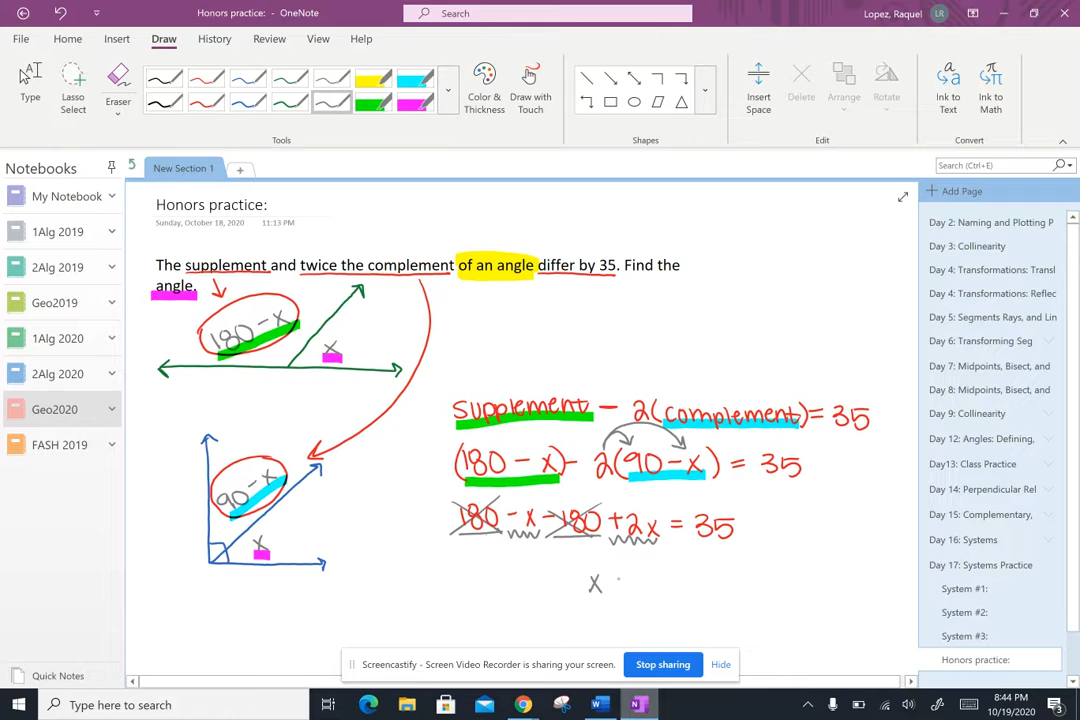 Honors practice: - OneNote
Search
Lopez, Raquel LR
File Home Insert Draw History Review View Help
Type
Lasso Select
Eraser
Color & Thickness
Draw with Touch
Insert Space
Delete
Arrange
Rotate
Ink to Text
Ink to Math
Tools
Shapes
Edit
Convert
Notebooks
5
New Section 1
Search (Ctrl+E)
My Notebook
1Alg 2019
2Alg 2019
Geo2019
1Alg 2020
2Alg 2020
Geo2020
FASH 2019
Quick Notes
Honors practice:
Sunday, October 18, 2020 11:13 PM
The supplement and twice the complement of an angle differ by 35. Find the
angle.
180 - x
x
90 - x
x
supplement - 2(complement) = 35
(180 - x) - 2(90 - x) = 35
180 - x - 180 + 2x = 35
x
Add Page
Day 2: Naming and Plotting P
Day 3: Collinearity
Day 4: Transformations: Transl
Day 4: Transformations: Reflec
Day 5: Segments Rays, and Lin
Day 6: Transforming Seg
Day 7: Midpoints, Bisect, and
Day 8: Midpoints, Bisect, and
Day 9: Collinearity
Day 12: Angles: Defining,
Day13: Class Practice
Day 14: Perpendicular Rel
Day 15: Complementary,
Day 16: Systems
Day 17: Systems Practice
System #1:
System #2:
System #3:
Honors practice:
Screencastify - Screen Video Recorder is sharing your screen.
Stop sharing
Hide
Type here to search
8:44 PM
10/19/2020
3